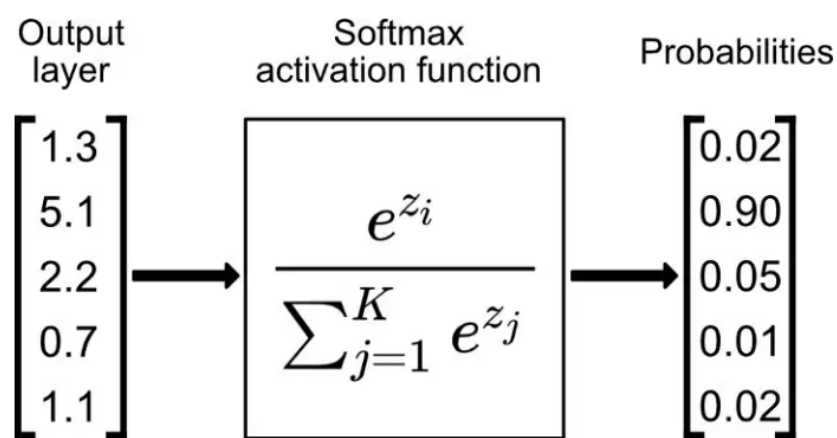 Output
layer
Softmax
activation function
Probabilities
1.3
5.1
2.2
0.7
1.1
e^{z_i}
∑_{j=1}^{K} e^{z_j}
0.02
0.90
0.05
0.01
0.02